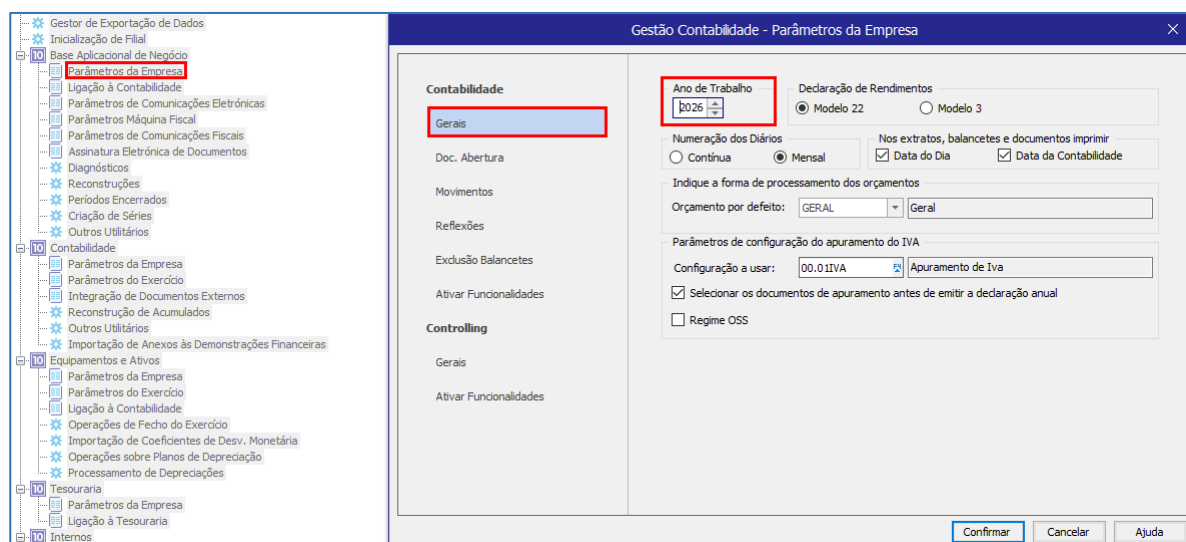 Gestor de Exportação de Dados
Inicialização de Filial
10 Base Aplicacional de Negócio
Parâmetros da Empresa
Ligação à Contabilidade
Parâmetros de Comunicações Eletrónicas
Parâmetros Máquina Fiscal
Parâmetros de Comunicações Fiscais
Assinatura Eletrónica de Documentos
Diagnósticos
Reconstruções
Períodos Encerrados
Criação de Séries
Outros Utilitários
10 Contabilidade
Parâmetros da Empresa
Parâmetros do Exercício
Integração de Documentos Externos
Reconstrução de Acumulados
Outros Utilitários
Importação de Anexos às Demonstrações Financeiras
10 Equipamentos e Ativos
Parâmetros da Empresa
Parâmetros do Exercício
Ligação à Contabilidade
Operações de Fecho do Exercício
Importação de Coeficientes de Desv. Monetária
Operações sobre Planos de Depreciação
Processamento de Depreciações
10 Tesouraria
Parâmetros da Empresa
Ligação à Tesouraria
10 Internos
Gestão Contabilidade - Parâmetros da Empresa
Contabilidade
Gerais
Doc. Abertura
Movimentos
Reflexões
Exclusão Balancetes
Ativar Funcionalidades
Controlling
Gerais
Ativar Funcionalidades
Ano de Trabalho
2026
Declaração de Rendimentos
Modelo 22 Modelo 3
Numeração dos Diários
Contínua Mensal
Nos extratos, balancetes e documentos imprimir
Data do Dia Data da Contabilidade
Indique a forma de processamento dos orçamentos
Orçamento por defeito: GERAL Geral
Parâmetros de configuração do apuramento do IVA
Configuração a usar: 00.01IVA Apuramento de Iva
Selecionar os documentos de apuramento antes de emitir a declaração anual
Regime OSS
Confirmar Cancelar Ajuda